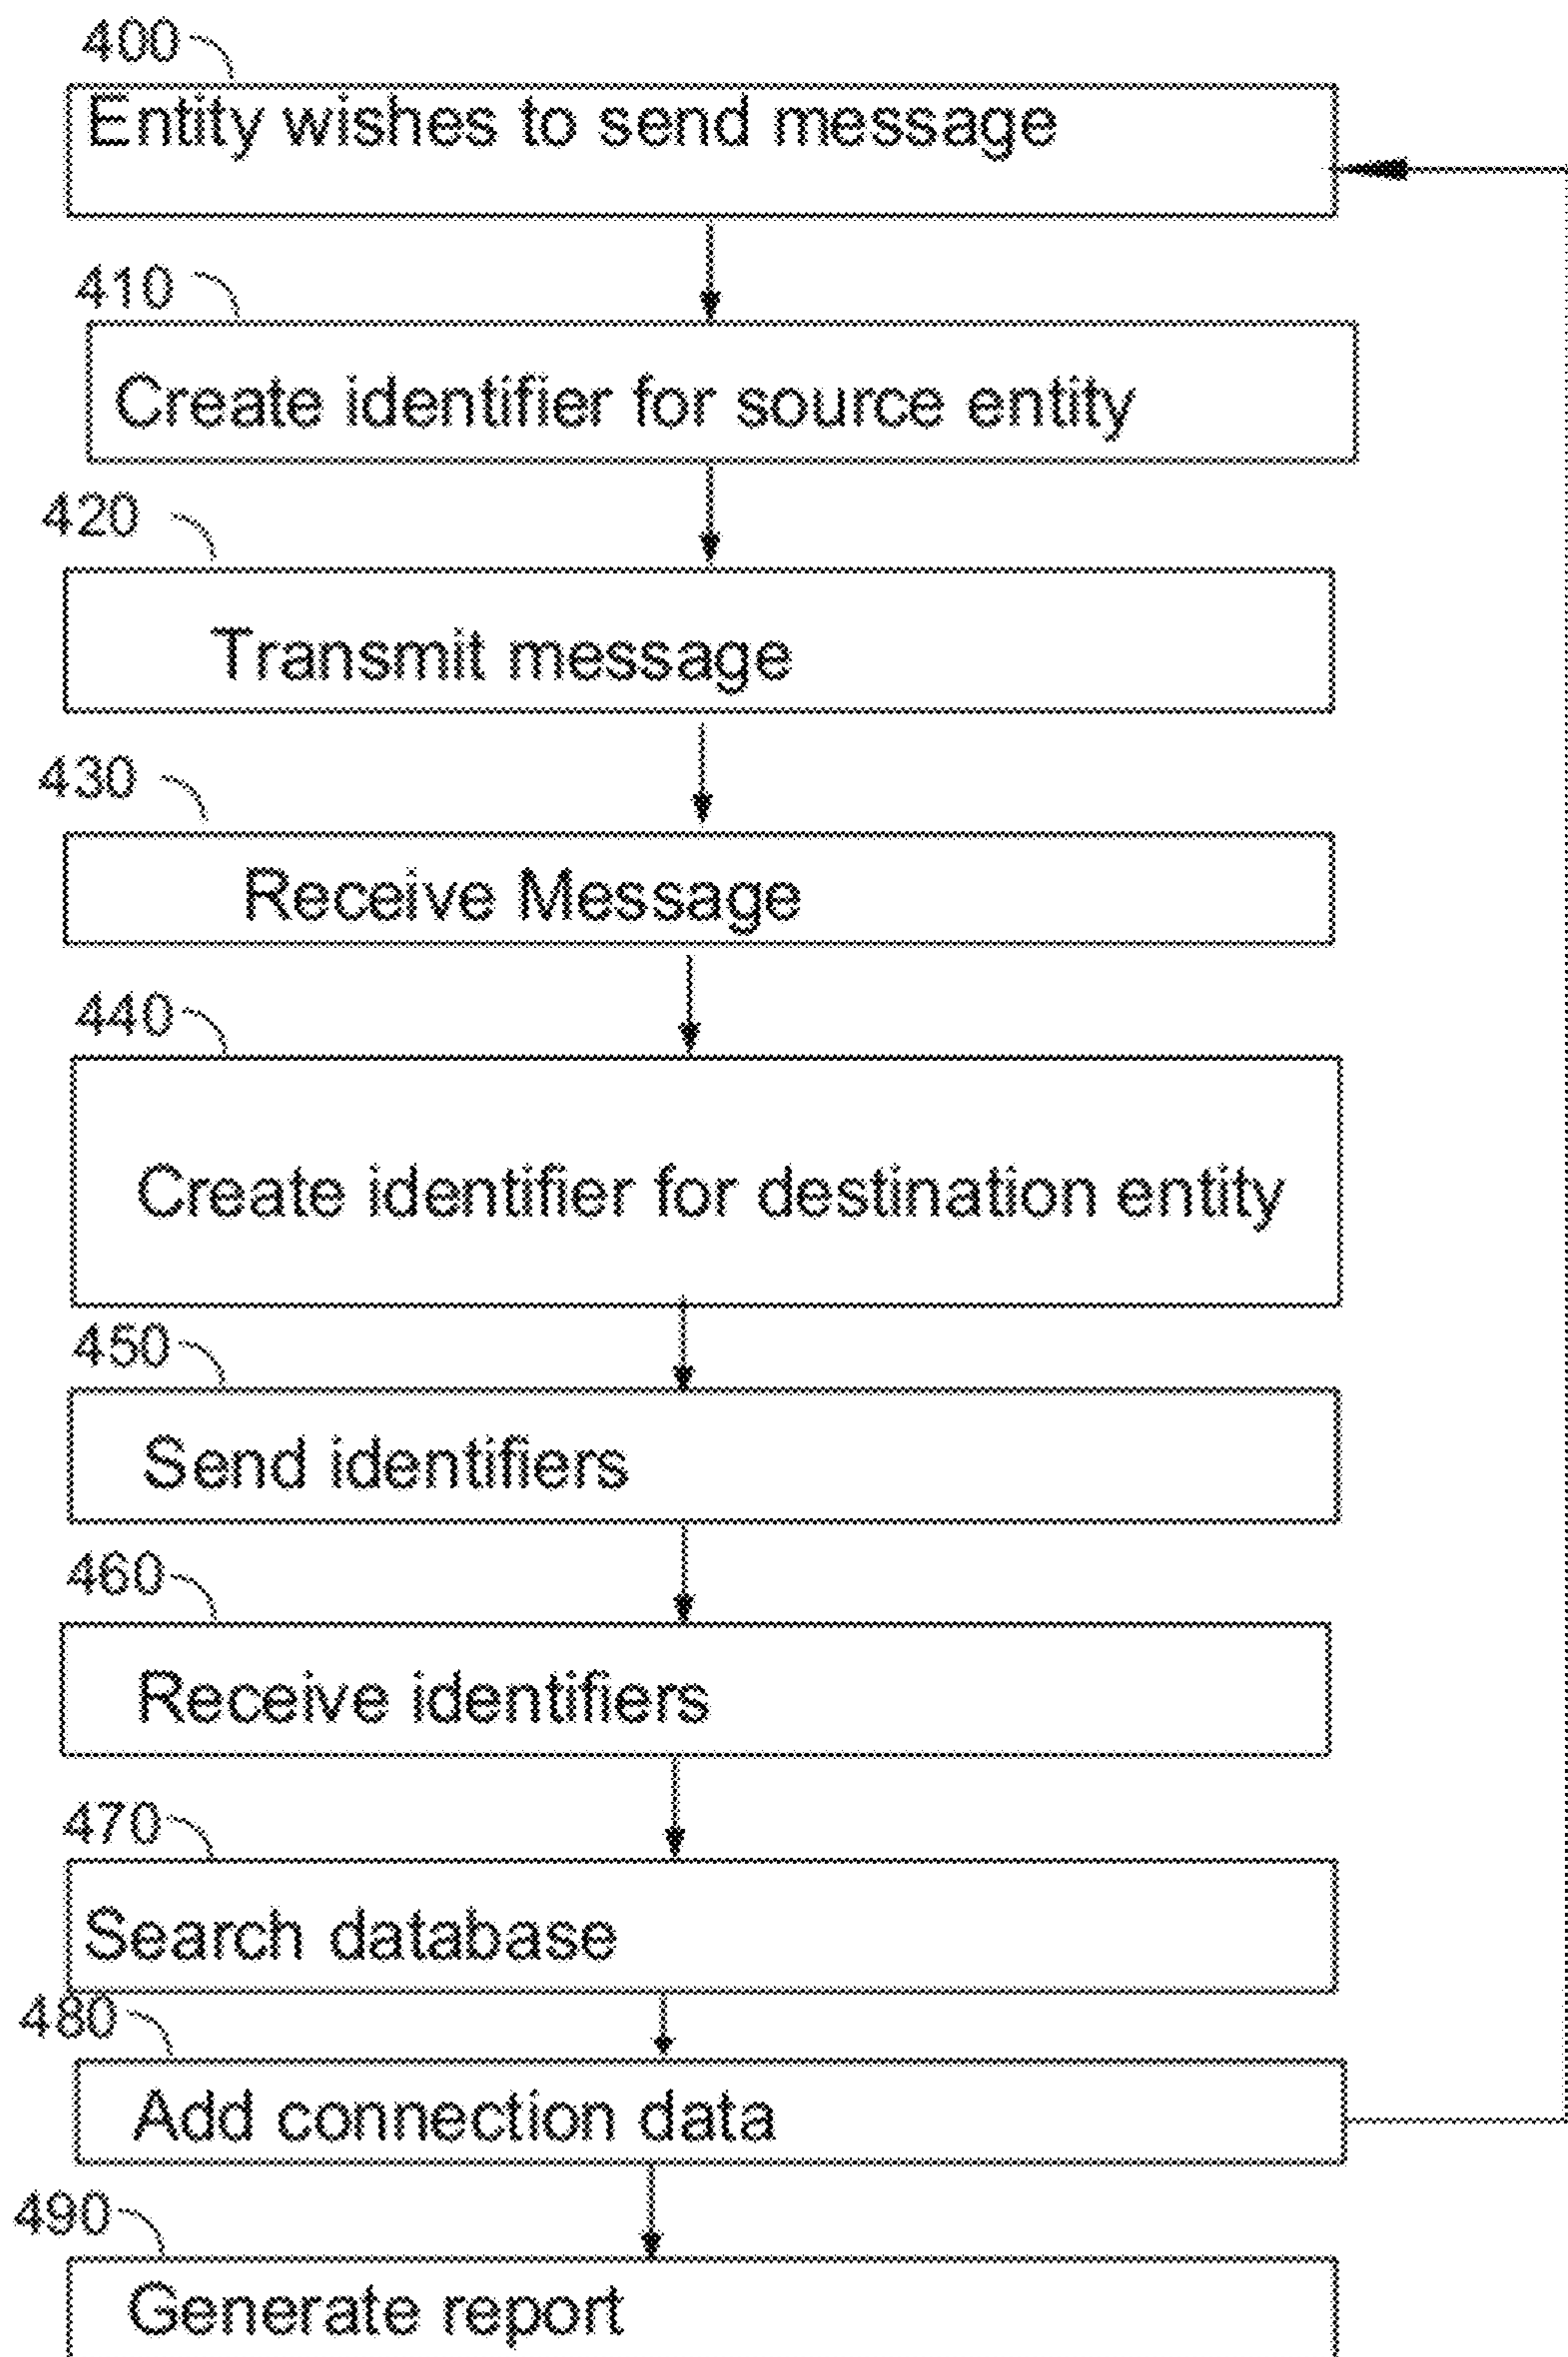 400
Entity wishes to send message
410
Create identifier for source entity
420
Transmit message
430
Receive Message
440
Create identifier for destination entity
450
Send identifiers
460
Receive identifiers
470
Search database
480
Add connection data
490
Generate report